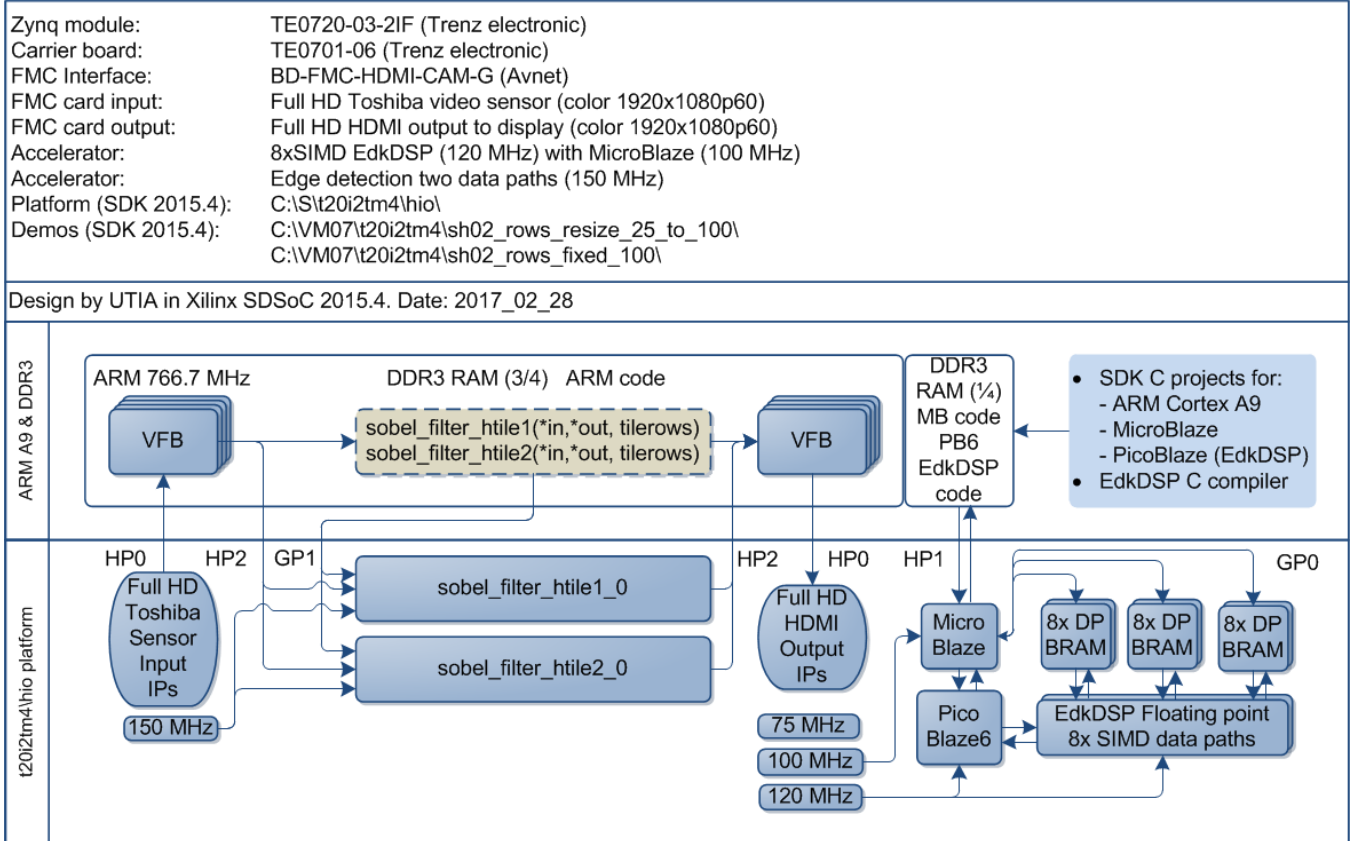 Zynq module: TE0720-03-2IF (Trenz electronic)
Carrier board: TE0701-06 (Trenz electronic)
FMC Interface: BD-FMC-HDMI-CAM-G (Avnet)
FMC card input: Full HD Toshiba video sensor (color 1920x1080p60)
FMC card output: Full HD HDMI output to display (color 1920x1080p60)
Accelerator: 8xSIMD EdkDSP (120 MHz) with MicroBlaze (100 MHz)
Accelerator: Edge detection two data paths (150 MHz)
Platform (SDK 2015.4): C:\S\t20i2tm4\hio\
Demos (SDK 2015.4): C:\VM07\t20i2tm4\sh02_rows_resize_25_to_100\
C:\VM07\t20i2tm4\sh02_rows_fixed_100\
Design by UTIA in Xilinx SDSoC 2015.4. Date: 2017_02_28
ARM A9 & DDR3
ARM 766.7 MHz
DDR3 RAM (3/4) ARM code
VFB
sobel_filter_htile1(*in,*out, tilerows)
sobel_filter_htile2(*in,*out, tilerows)
VFB
DDR3
RAM (¼)
MB code
PB6
EdkDSP
code
• SDK C projects for:
- ARM Cortex A9
- MicroBlaze
- PicoBlaze (EdkDSP)
• EdkDSP C compiler
t20i2tm4\hio platform
HP0
HP2
GP1
HP2
HP0
HP1
GP0
Full HD
Toshiba
Sensor
Input
IPs
150 MHz
sobel_filter_htile1_0
sobel_filter_htile2_0
Full HD
HDMI
Output
IPs
75 MHz
100 MHz
120 MHz
Micro
Blaze
Pico
Blaze6
8x DP
BRAM
8x DP
BRAM
8x DP
BRAM
EdkDSP Floating point
8x SIMD data paths